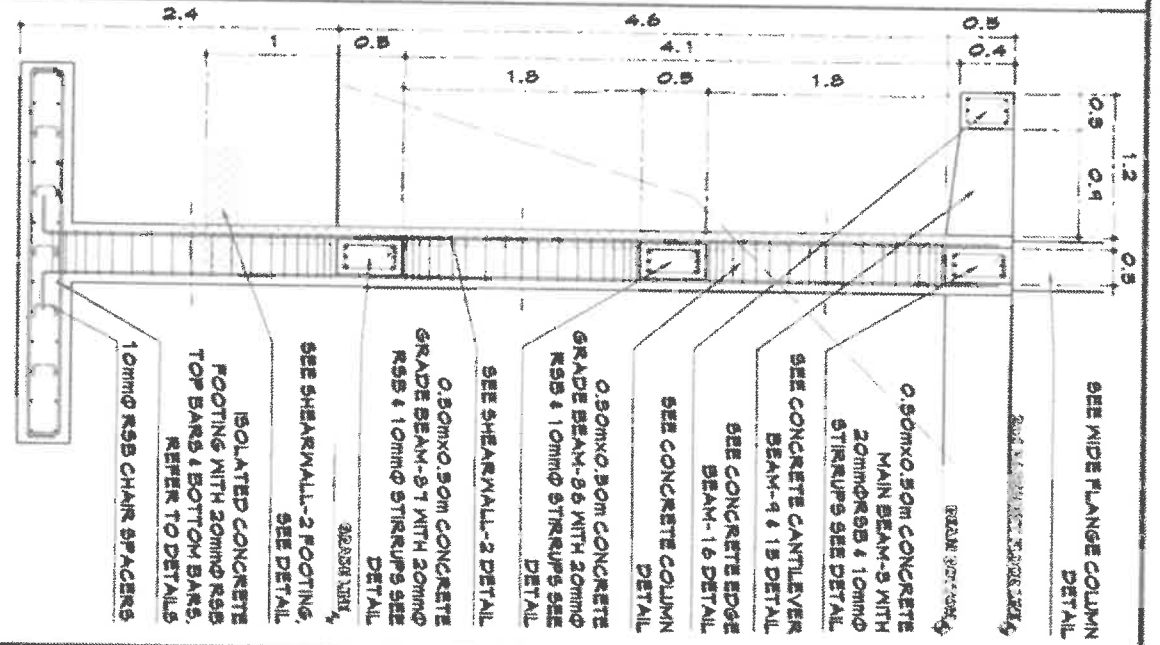 1.2
0.3
0.9
0.5
0.5
0.4
4.6
4.1
1.8
0.5
1.8
0.5
2.4
1
SEE WIDE FLANGE COLUMN
DETAIL
0.30mx0.50m CONCRETE
MAIN BEAM-3 WITH
20mmØRSB & 10mmØ
STIRRUPS SEE DETAIL
SEE CONCRETE CANTILEVER
BEAM-9 & 15 DETAIL
SEE CONCRETE EDGE
BEAM-16 DETAIL
SEE CONCRETE COLUMN
DETAIL
0.30mx0.50m CONCRETE
GRADE BEAM-86 WITH 20mmØ
RSB & 10mmØ STIRRUPS SEE
DETAIL
SEE SHEARWALL-2 DETAIL
0.30mx0.50m CONCRETE
GRADE BEAM-87 WITH 20mmØ
RSB & 10mmØ STIRRUPS SEE
DETAIL
SEE SHEARWALL-2 FOOTING,
SEE DETAIL
ISOLATED CONCRETE
FOOTING WITH 20mmØ RSB
TOP BARS & BOTTOM BARS,
REFER TO DETAILS
10mmØ RSB CHAIR SPACERS